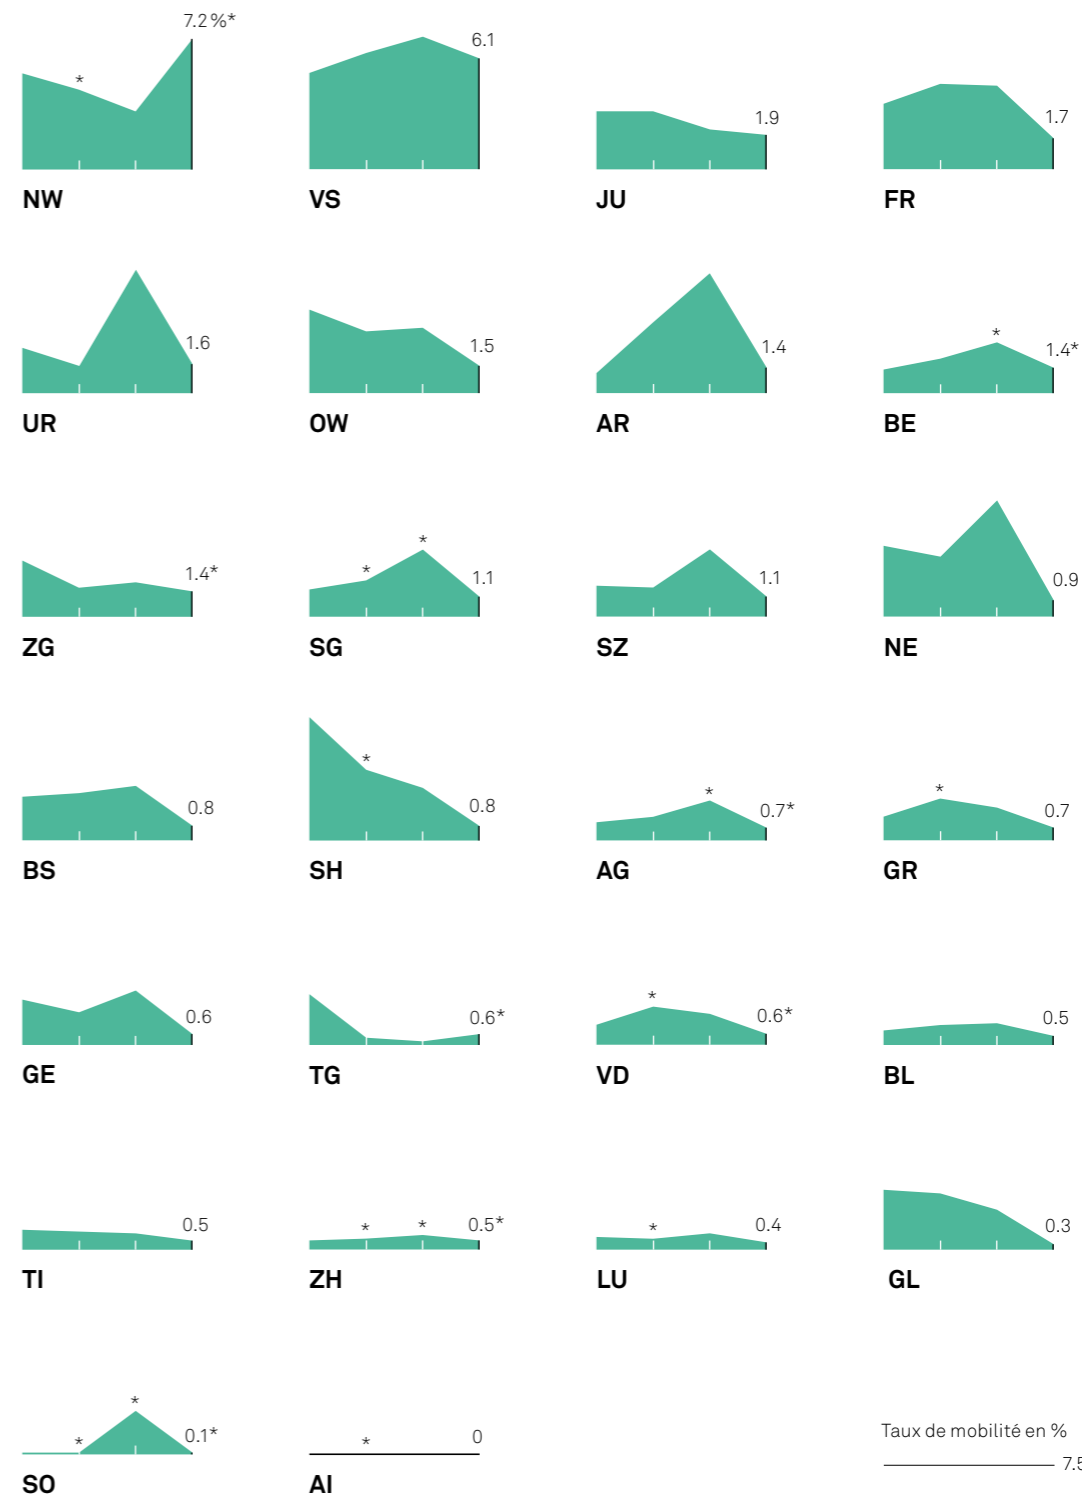 7.2 %*
6.1
1.9
1.7
*
NW
VS
JU
FR
1.6
1.5
1.4
1.4*
*
UR
OW
AR
BE
1.4*
1.1
1.1
0.9
*
*
ZG
SG
SZ
NE
0.8
0.8
0.7*
0.7
*
*
*
BS
SH
AG
GR
0.6
0.6*
0.6*
0.5
*
GE
TG
VD
BL
0.5
0.5*
0.4
0.3
*
*
*
TI
ZH
LU
GL
*
*
0.1*
*
0
SO
AI
Taux de mobilité en %
7.5